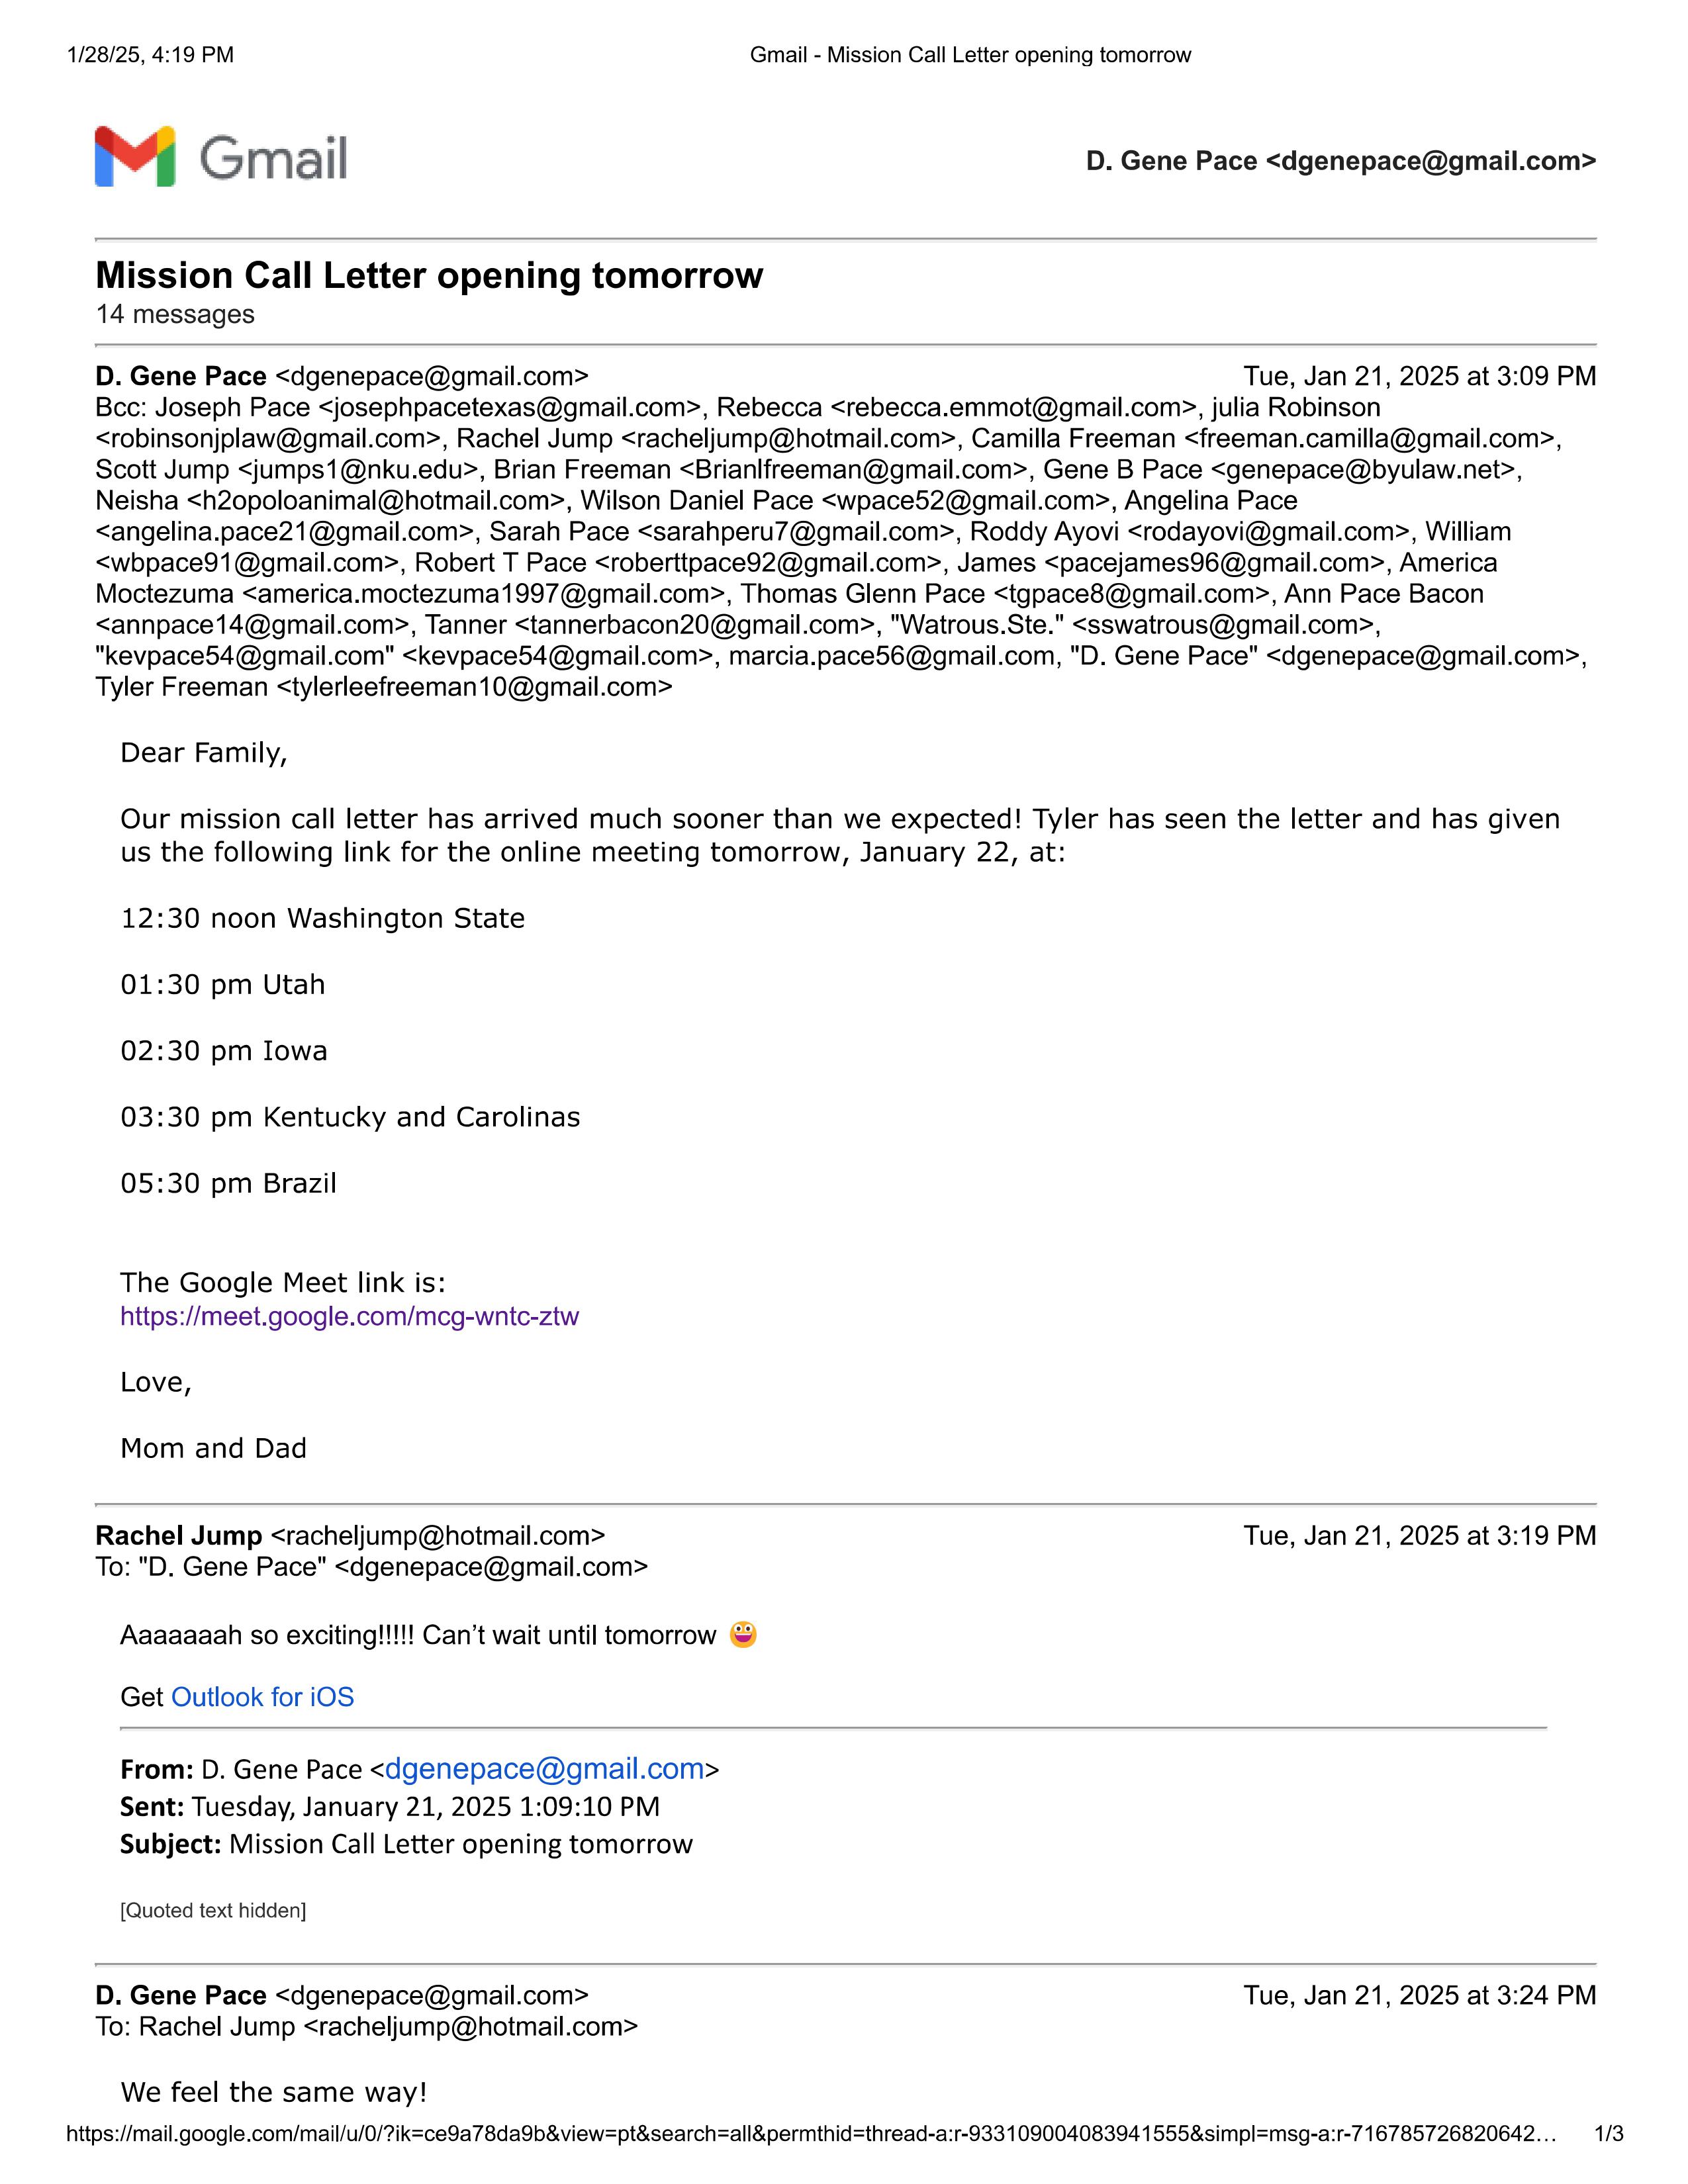 1/28/25, 4:19 PM
Gmail - Mission Call Letter opening tomorrow
Gmail
D. Gene Pace <dgenepace@gmail.com>
Mission Call Letter opening tomorrow
14 messages
D. Gene Pace <dgenepace@gmail.com>
Tue, Jan 21, 2025 at 3:09 PM
Bcc: Joseph Pace <josephpacetexas@gmail.com>, Rebecca <rebecca.emmot@gmail.com>, julia Robinson
<robinsonjplaw@gmail.com>, Rachel Jump <racheljump@hotmail.com>, Camilla Freeman <freeman.camilla@gmail.com>,
Scott Jump <jumps1@nku.edu>, Brian Freeman <Brianlfreeman@gmail.com>, Gene B Pace <genepace@byulaw.net>,
Neisha <h2opoloanimal@hotmail.com>, Wilson Daniel Pace <wpace52@gmail.com>, Angelina Pace
<angelina.pace21@gmail.com>, Sarah Pace <sarahperu7@gmail.com>, Roddy Ayovi <rodayovi@gmail.com>, William
<wbpace91@gmail.com>, Robert T Pace <roberttpace92@gmail.com>, James <pacejames96@gmail.com>, America
Moctezuma <america.moctezuma1997@gmail.com>, Thomas Glenn Pace <tgpace8@gmail.com>, Ann Pace Bacon
<annpace14@gmail.com>, Tanner <tannerbacon20@gmail.com>, "Watrous.Ste." <sswatrous@gmail.com>,
"kevpace54@gmail.com" <kevpace54@gmail.com>, marcia.pace56@gmail.com, "D. Gene Pace" <dgenepace@gmail.com>,
Tyler Freeman <tylerleefreeman10@gmail.com>
Dear Family,
Our mission call letter has arrived much sooner than we expected! Tyler has seen the letter and has given
us the following link for the online meeting tomorrow, January 22, at:
12:30 noon Washington State
01:30 pm Utah
02:30 pm Iowa
03:30 pm Kentucky and Carolinas
05:30 pm Brazil
The Google Meet link is:
https://meet.google.com/mcg-wntc-ztw
Love,
Mom and Dad
Rachel Jump <racheljump@hotmail.com>
Tue, Jan 21, 2025 at 3:19 PM
To: "D. Gene Pace" <dgenepace@gmail.com>
Aaaaaaah so exciting!!!!! Can’t wait until tomorrow 😀
Get Outlook for iOS
From: D. Gene Pace <dgenepace@gmail.com>
Sent: Tuesday, January 21, 2025 1:09:10 PM
Subject: Mission Call Letter opening tomorrow
[Quoted text hidden]
D. Gene Pace <dgenepace@gmail.com>
Tue, Jan 21, 2025 at 3:24 PM
To: Rachel Jump <racheljump@hotmail.com>
We feel the same way!
https://mail.google.com/mail/u/0/?ik=ce9a78da9b&view=pt&search=all&permthid=thread-a:r-933109004083941555&simpl=msg-a:r-716785726820642…
1/3